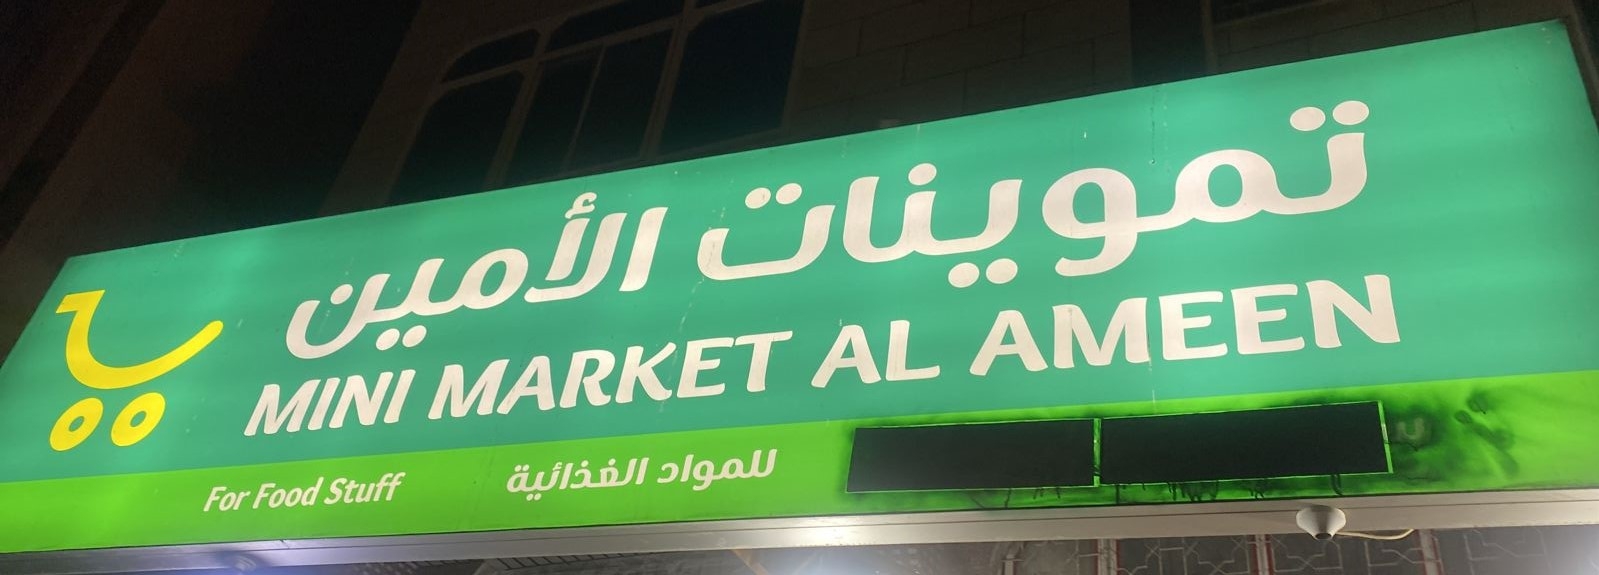 تموينات الأمين
MINI MARKET AL AMEEN
For Food Stuff للمواد الغذائية